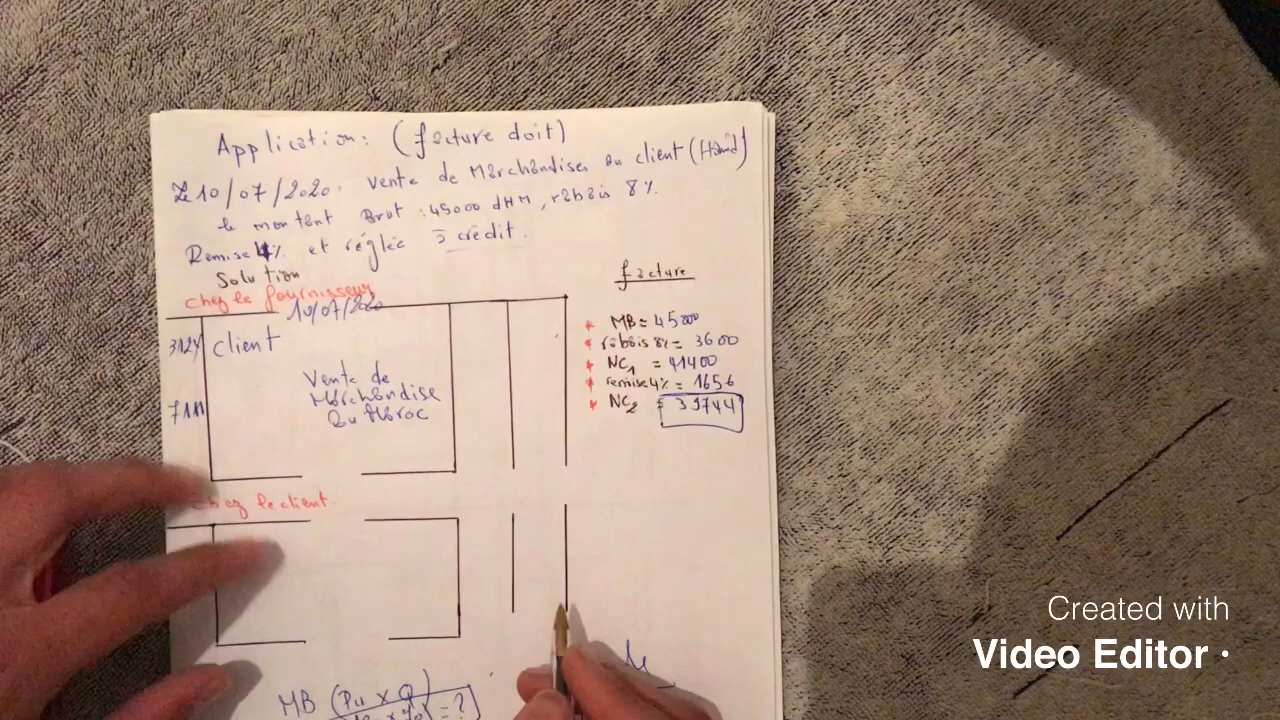 Application: (facture doit)
Le 10/07/2020: vente de Marchandises au client (Hamid)
le montant Brut : 45000 dHM, rabais 8%.
Remise 4% et réglée à crédit.
Solution
chez le fournisseur
10/07/2020
facture
* MB = 45000
* rabais 8% = 3600
* NC1 = 41400
* remise 4% = 1656
* NC2 = 39744
client
Vente de
Marchandise
au Maroc
7111
chez le client.
MB (Pu x Q)
= ?
Created with
Video Editor ·